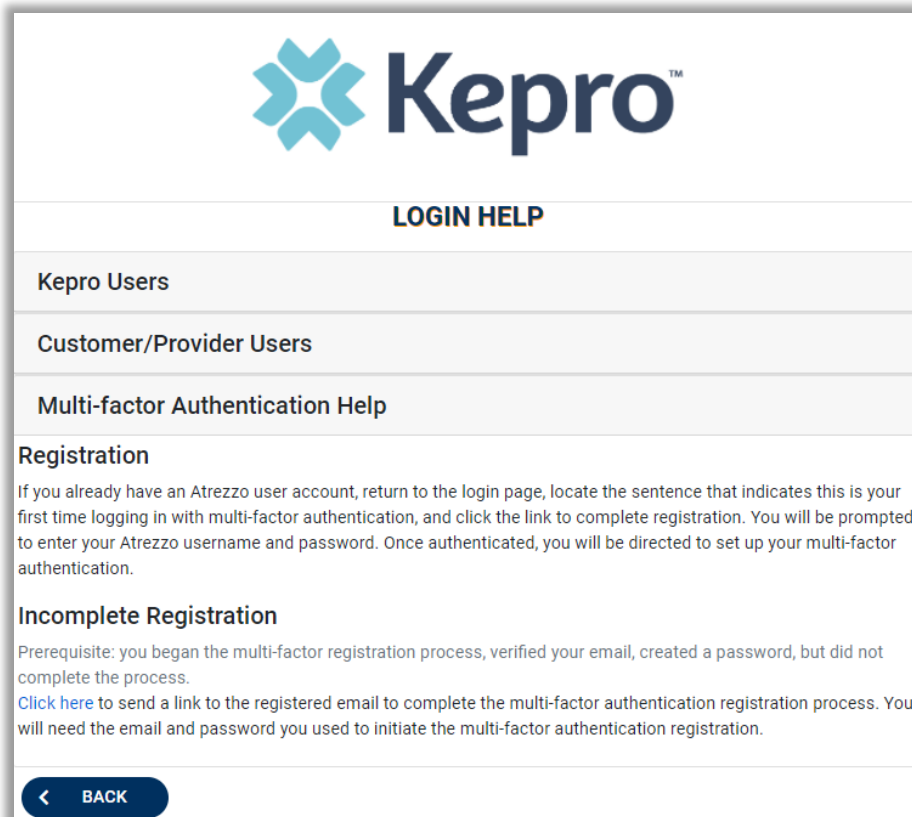 Kepro™
LOGIN HELP
Kepro Users
Customer/Provider Users
Multi-factor Authentication Help
Registration
If you already have an Atrezzo user account, return to the login page, locate the sentence that indicates this is your
first time logging in with multi-factor authentication, and click the link to complete registration. You will be prompted
to enter your Atrezzo username and password. Once authenticated, you will be directed to set up your multi-factor
authentication.
Incomplete Registration
Prerequisite: you began the multi-factor registration process, verified your email, created a password, but did not
complete the process.
Click here to send a link to the registered email to complete the multi-factor authentication registration process. You
will need the email and password you used to initiate the multi-factor authentication registration.
BACK